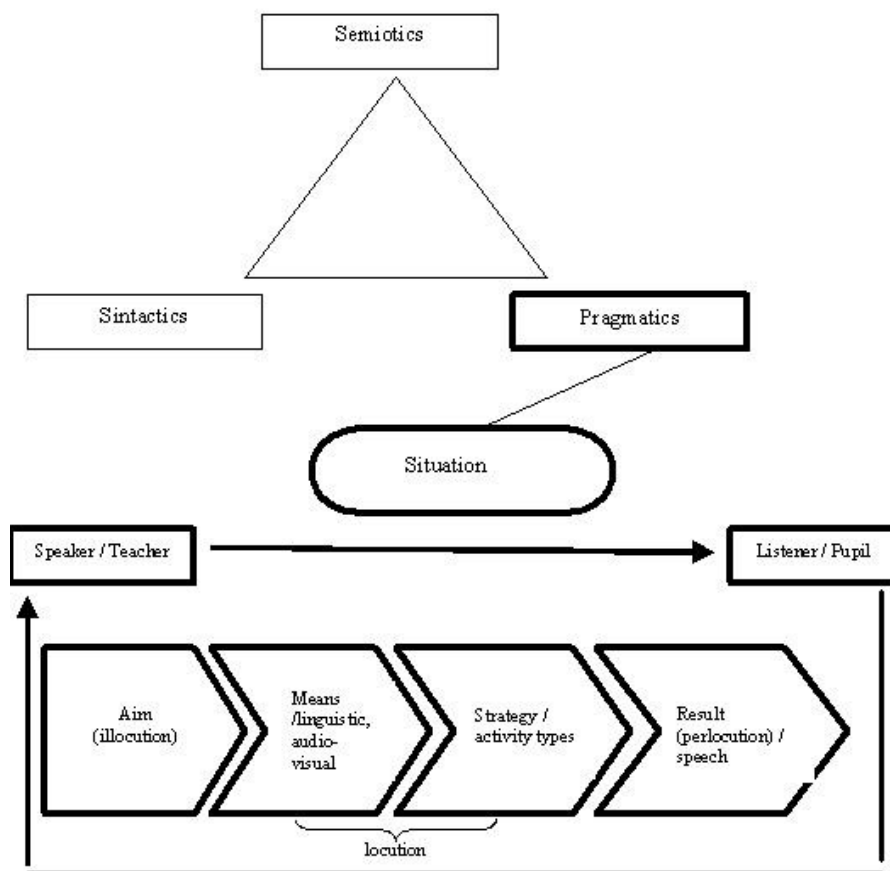 Semiotics
Sintactics
Pragmatics
Situation
Speaker / Teacher
Listener / Pupil
Aim
(illocution)
Means
/linguistic,
audio-
visual
Strategy /
activity types
Result
(perlocution) /
speech
locution